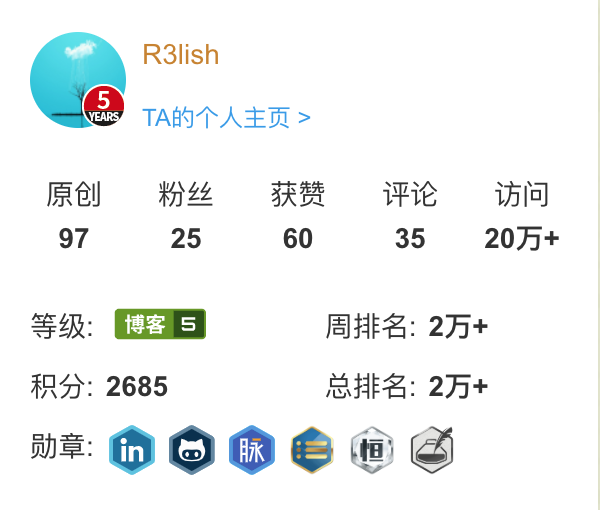 R3lish
5
YEARS
TA的个人主页 >
原创 粉丝 获赞 评论 访问
97 25 60 35 20万+
等级: 博客 5 周排名: 2万+
积分: 2685 总排名: 2万+
勋章: in 脉 恒